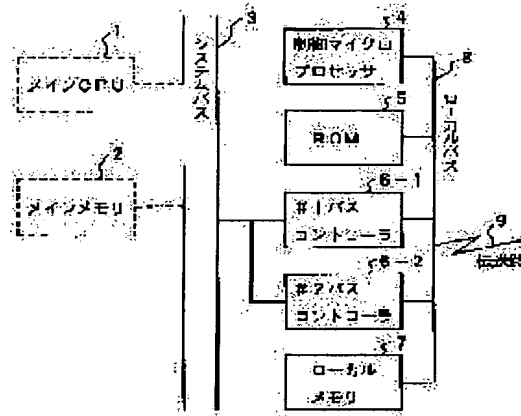 1
メインCPU
2
メインメモリ
3
システムバス
4
制御マイクロ
プロセッサ
5
ROM
6-1
#1バス
コントローラ
6-2
#2バス
コントローラ
7
ローカル
メモリ
8
ローカルバス
9
伝送路